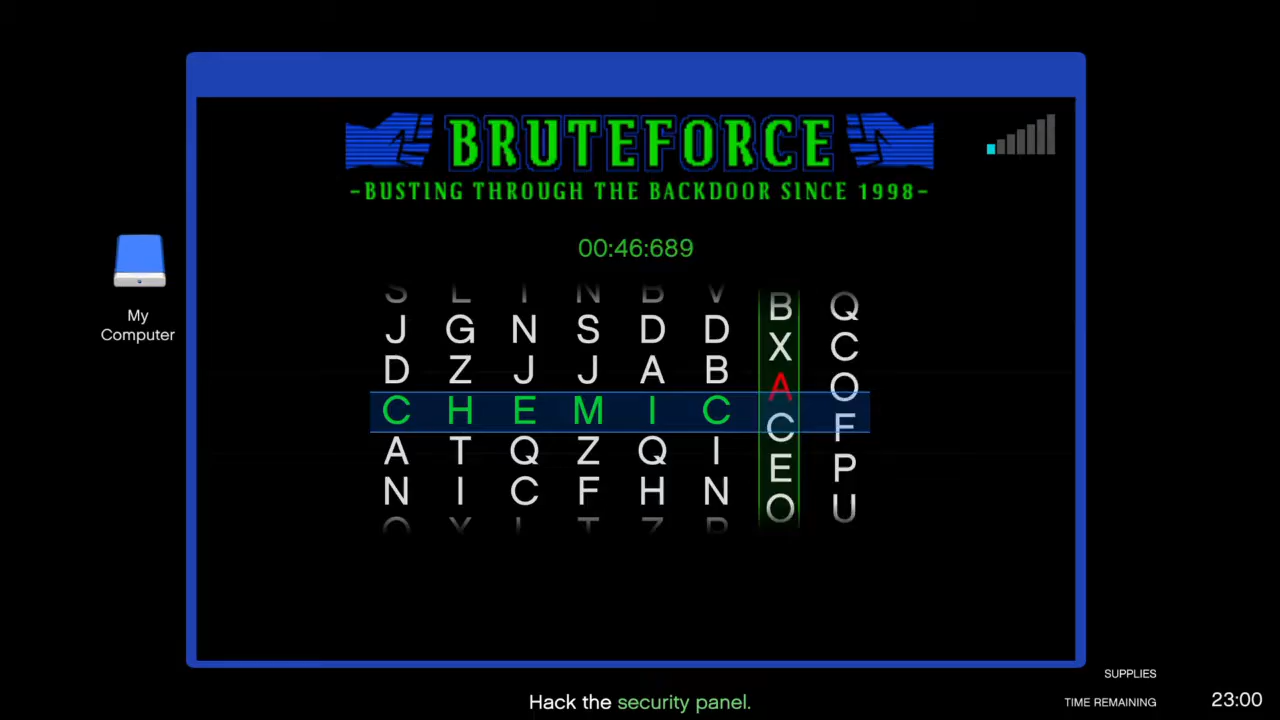 BRUTEFORCE
-BUSTING THROUGH THE BACKDOOR SINCE 1998-
00:46:689
S L I N B V B Q
J G N S D D X C
D Z J J A B A O
C H E M I C C F
A T Q Z Q I E P
N I C F H N O U
My
Computer
SUPPLIES
Hack the security panel.
TIME REMAINING 23:00